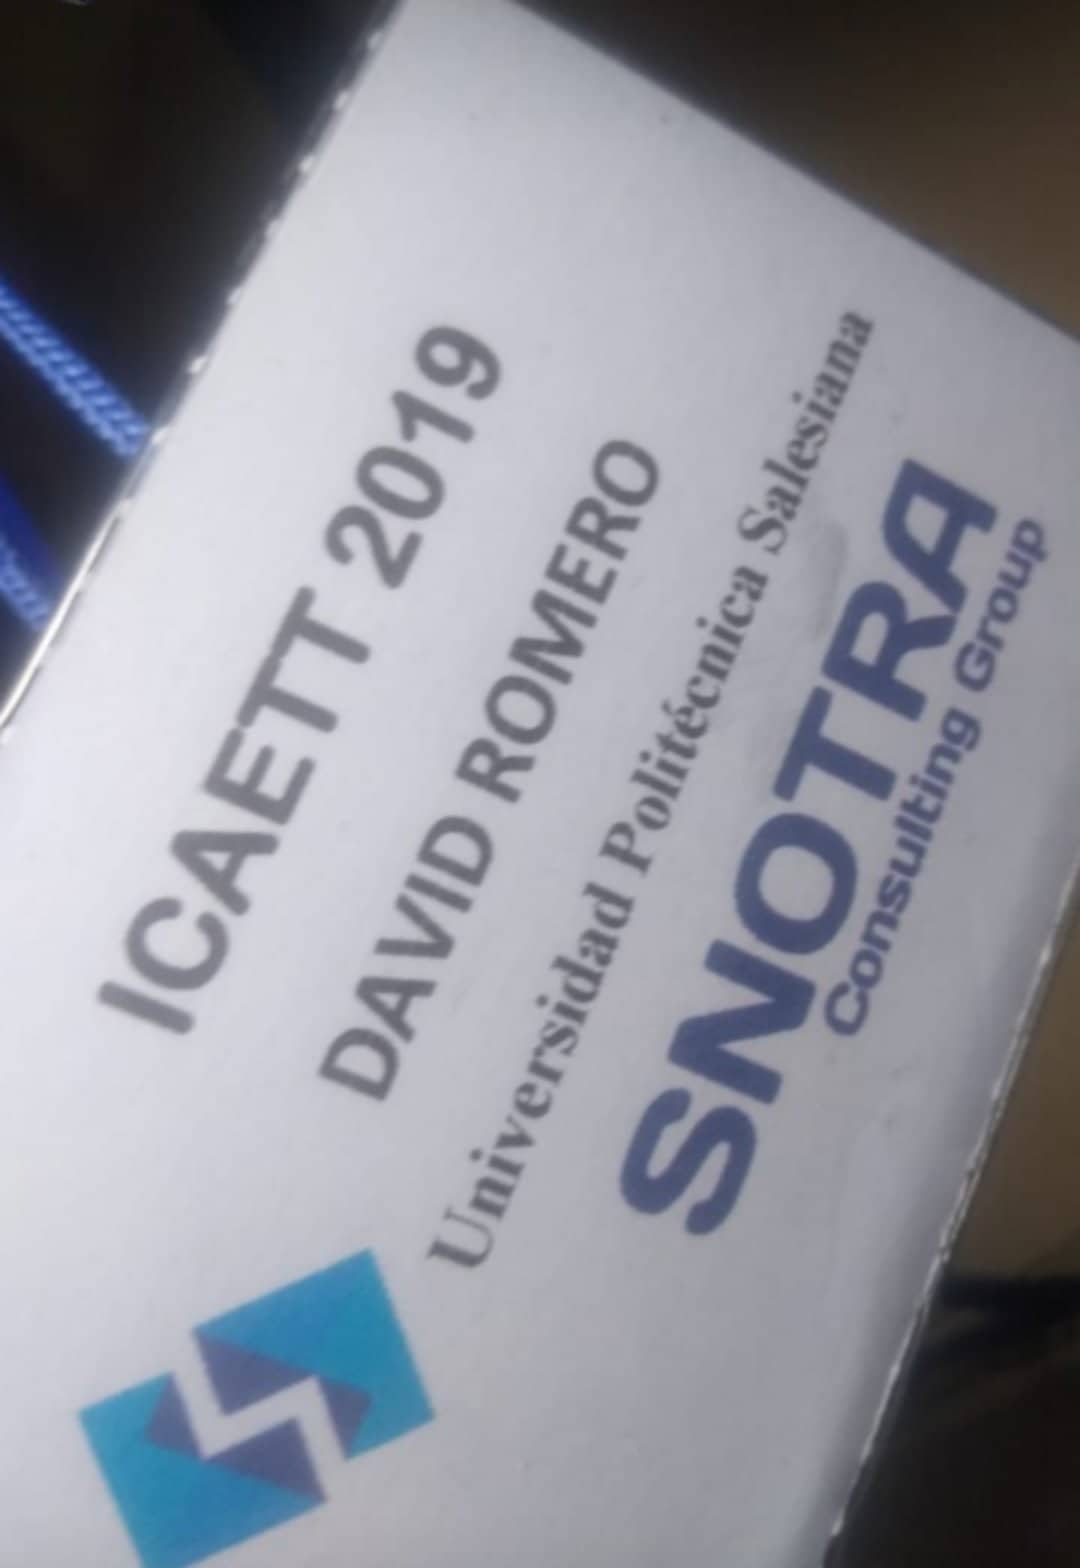 ICAETT 2019
DAVID ROMERO
Universidad Politécnica Salesiana
SNOTRA
Consulting Group